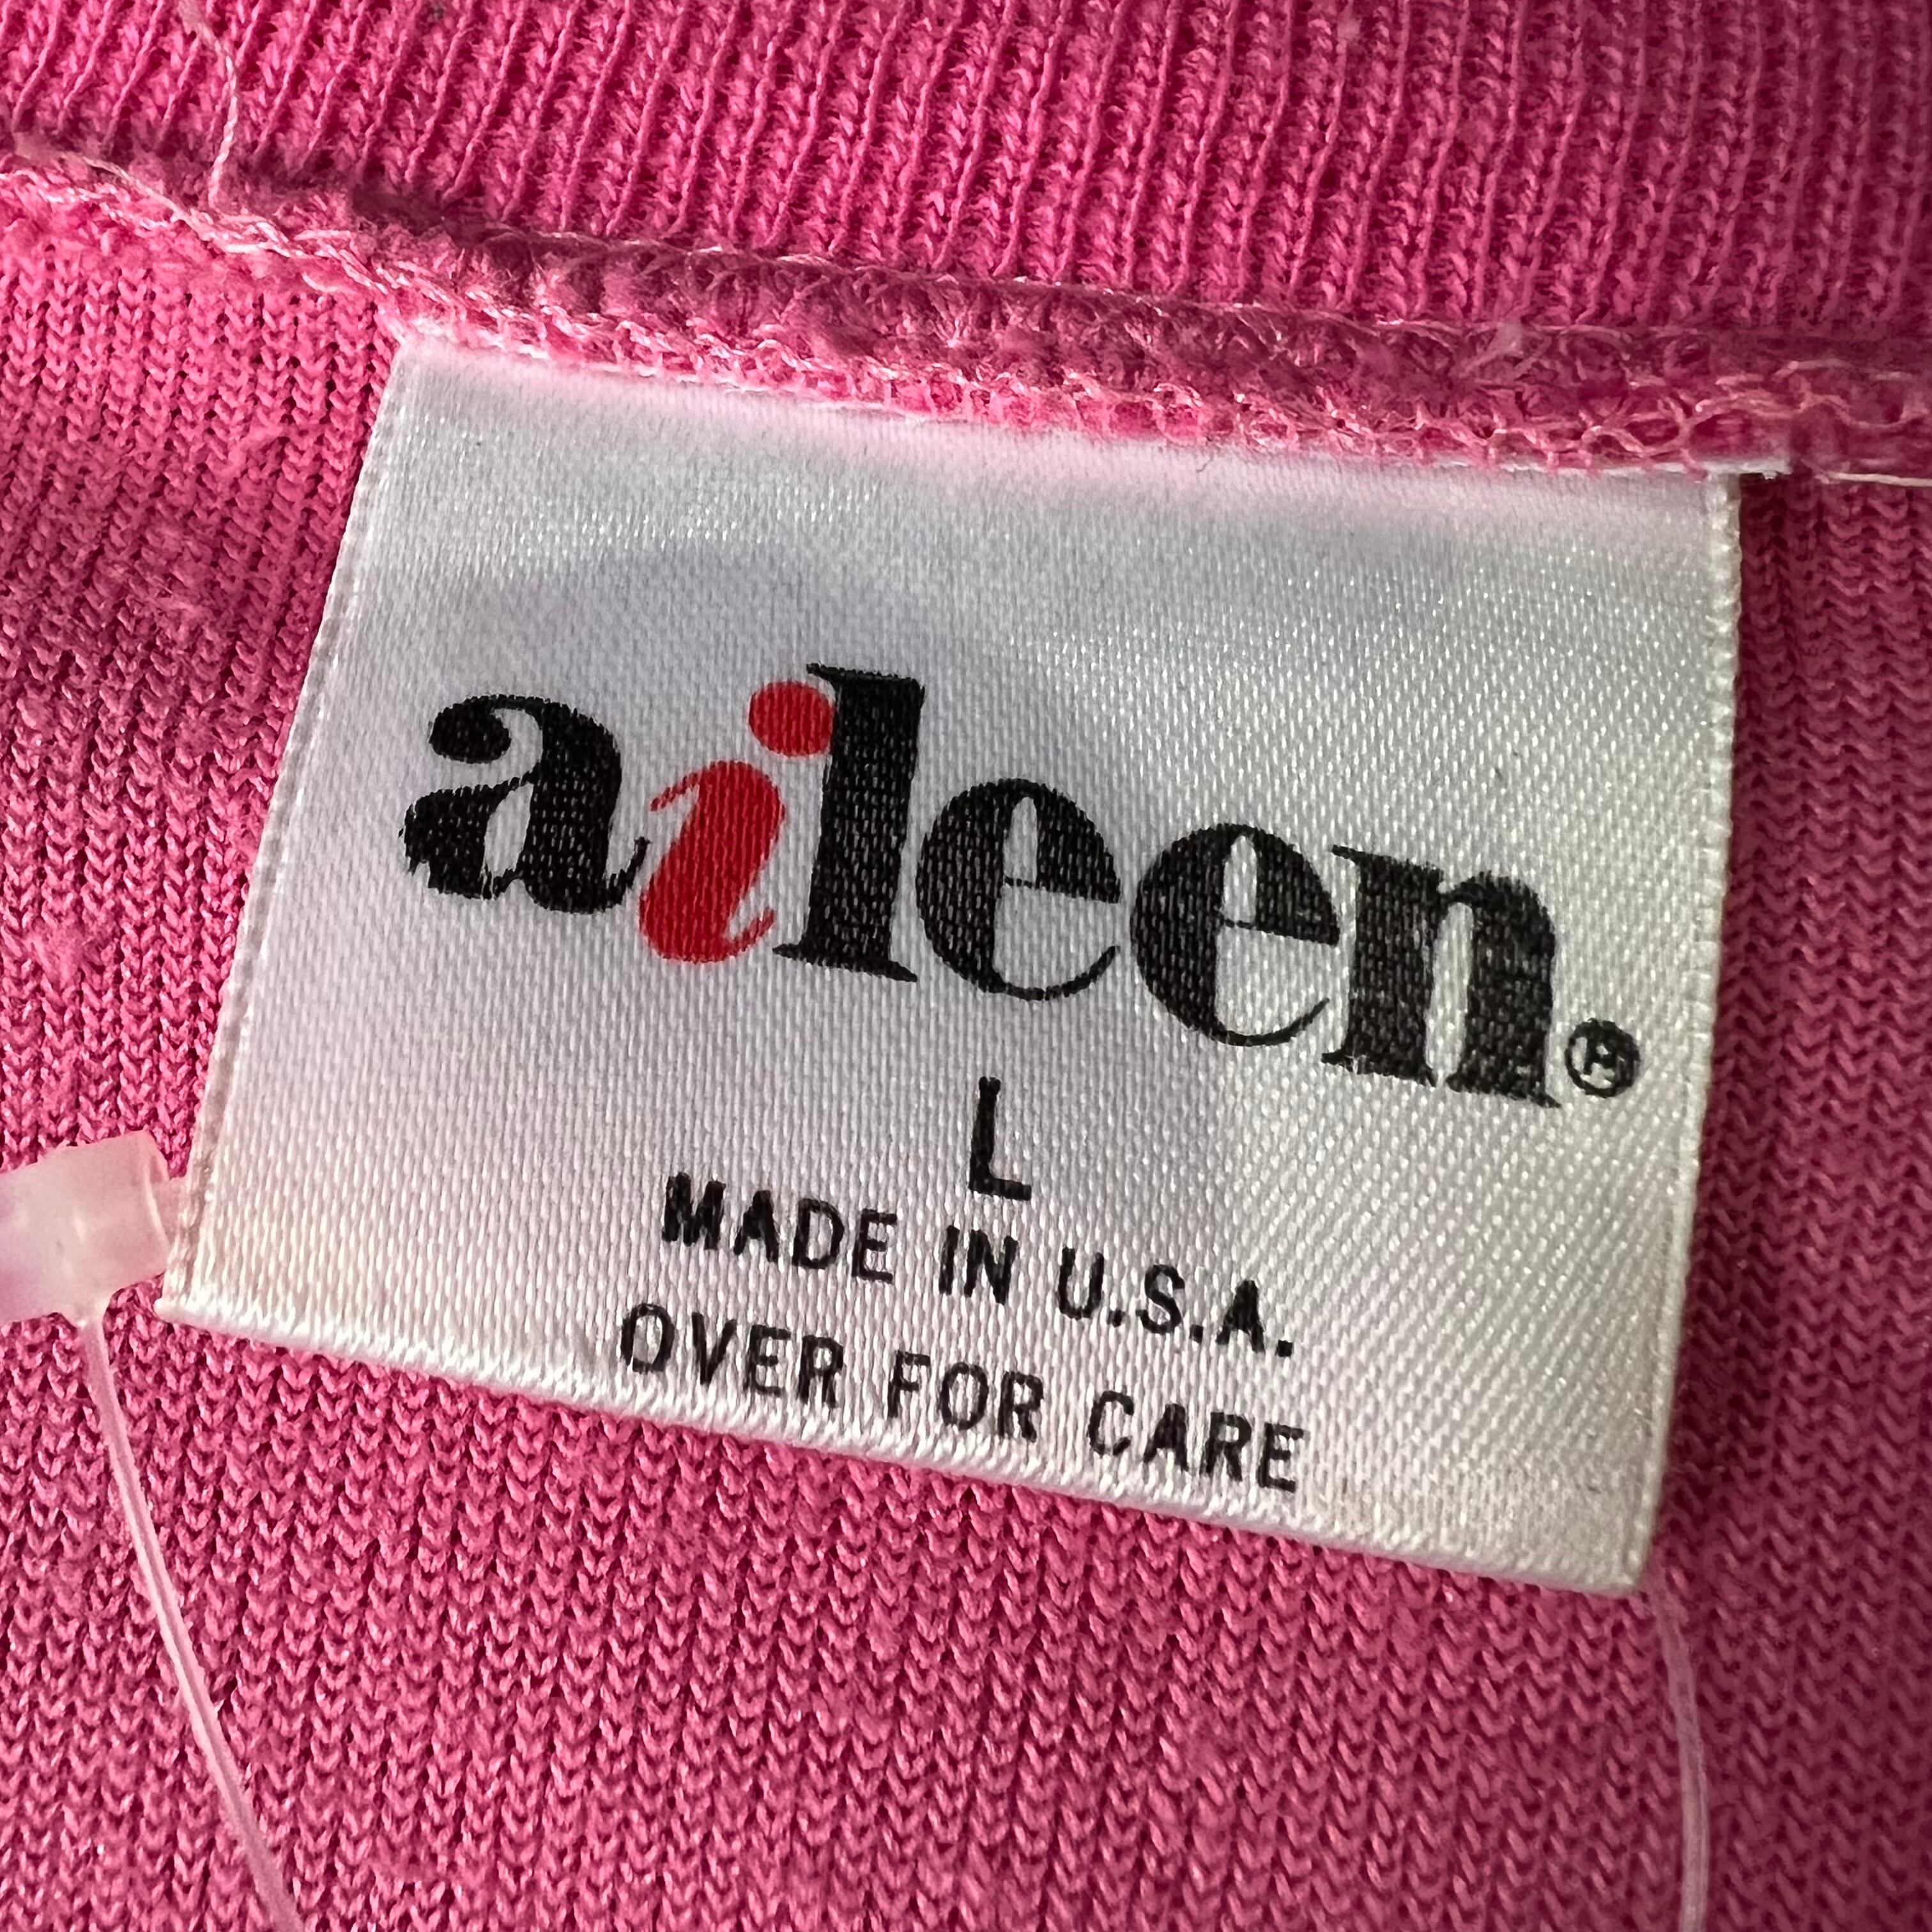 aileen®
L
MADE IN U.S.A.
OVER FOR CARE